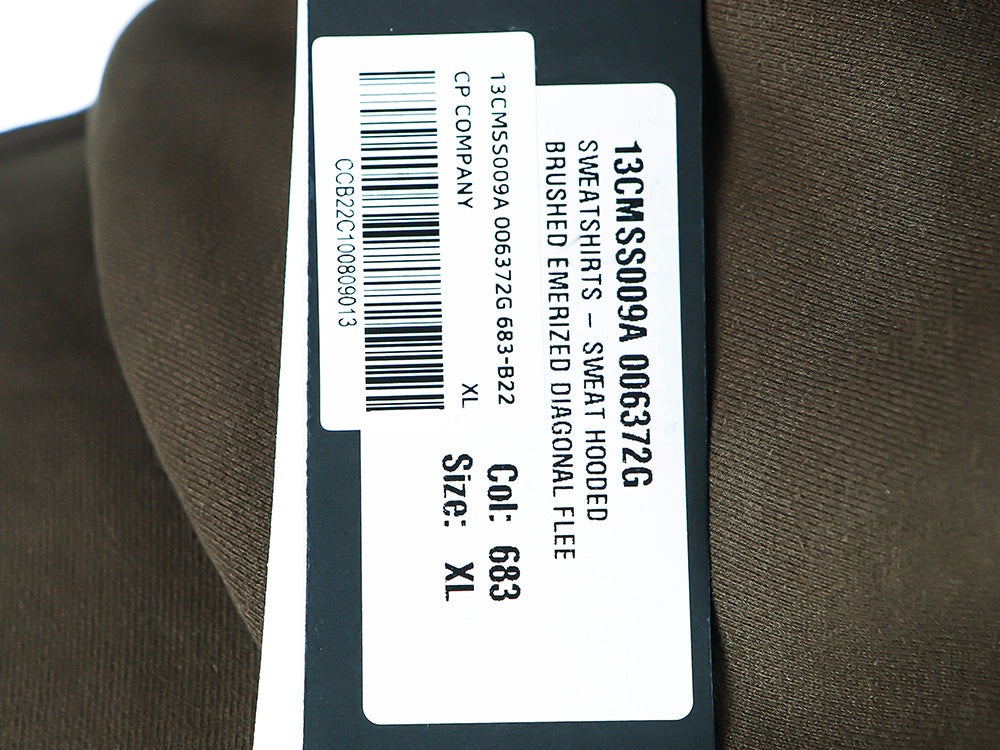 13CMSS009A 006372G
SWEATSHIRTS - SWEAT HOODED
BRUSHED EMERIZED DIAGONAL FLEE
Col: 683
Size: XL
13CMSS009A 006372G 683-B22
CP COMPANY XL
CCB22C100809013